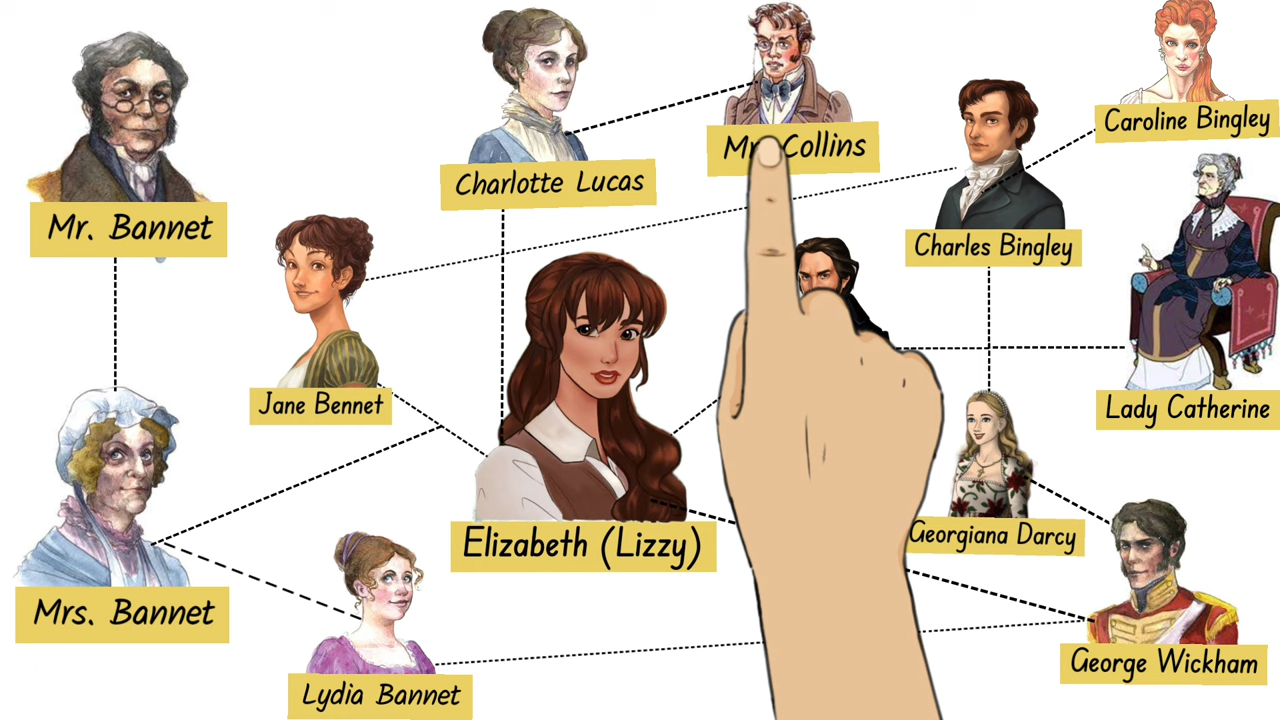 Caroline Bingley
Mr. Collins
Charlotte Lucas
Mr. Bannet
Charles Bingley
Jane Bennet
Lady Catherine
Georgiana Darcy
Elizabeth (Lizzy)
Mrs. Bannet
George Wickham
Lydia Bannet